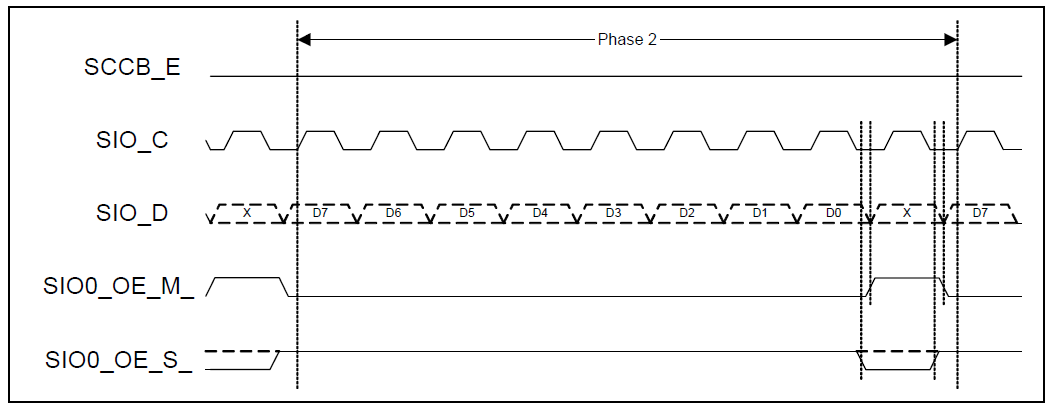 Phase 2
SCCB_E
SIO_C
SIO_D
X D7 D6 D5 D4 D3 D2 D1 D0 X D7
SIO0_OE_M_
SIO0_OE_S_